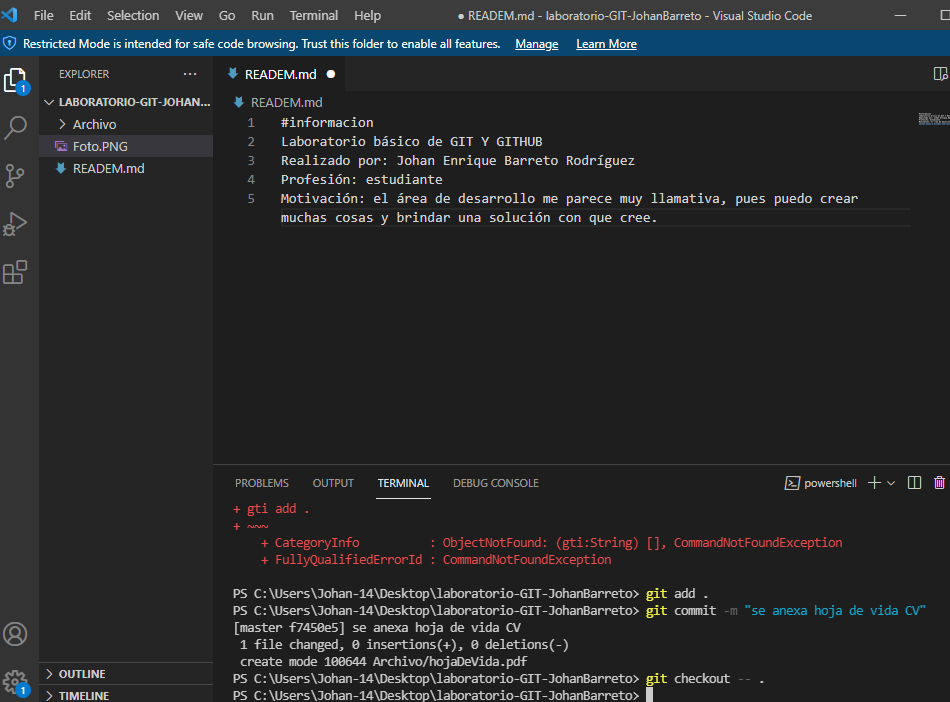 File Edit Selection View Go Run Terminal Help ● READEM.md - laboratorio-GIT-JohanBarreto - Visual Studio Code
Restricted Mode is intended for safe code browsing. Trust this folder to enable all features. Manage Learn More
EXPLORER ···
1
LABORATORIO-GIT-JOHAN...
Archivo
Foto.PNG
READEM.md
READEM.md ●
READEM.md
1 #informacion
2 Laboratorio básico de GIT Y GITHUB
3 Realizado por: Johan Enrique Barreto Rodríguez
4 Profesión: estudiante
5 Motivación: el área de desarrollo me parece muy llamativa, pues puedo crear
muchas cosas y brindar una solución con que cree.
PROBLEMS OUTPUT TERMINAL DEBUG CONSOLE powershell
+ gti add .
+ ~~~
+ CategoryInfo : ObjectNotFound: (gti:String) [], CommandNotFoundException
+ FullyQualifiedErrorId : CommandNotFoundException
PS C:\Users\Johan-14\Desktop\laboratorio-GIT-JohanBarreto> git add .
PS C:\Users\Johan-14\Desktop\laboratorio-GIT-JohanBarreto> git commit -m "se anexa hoja de vida CV"
[master f7450e5] se anexa hoja de vida CV
1 file changed, 0 insertions(+), 0 deletions(-)
create mode 100644 Archivo/hojaDeVida.pdf
PS C:\Users\Johan-14\Desktop\laboratorio-GIT-JohanBarreto> git checkout -- .
PS C:\Users\Johan-14\Desktop\laboratorio-GIT-JohanBarreto>
OUTLINE
TIMELINE
1